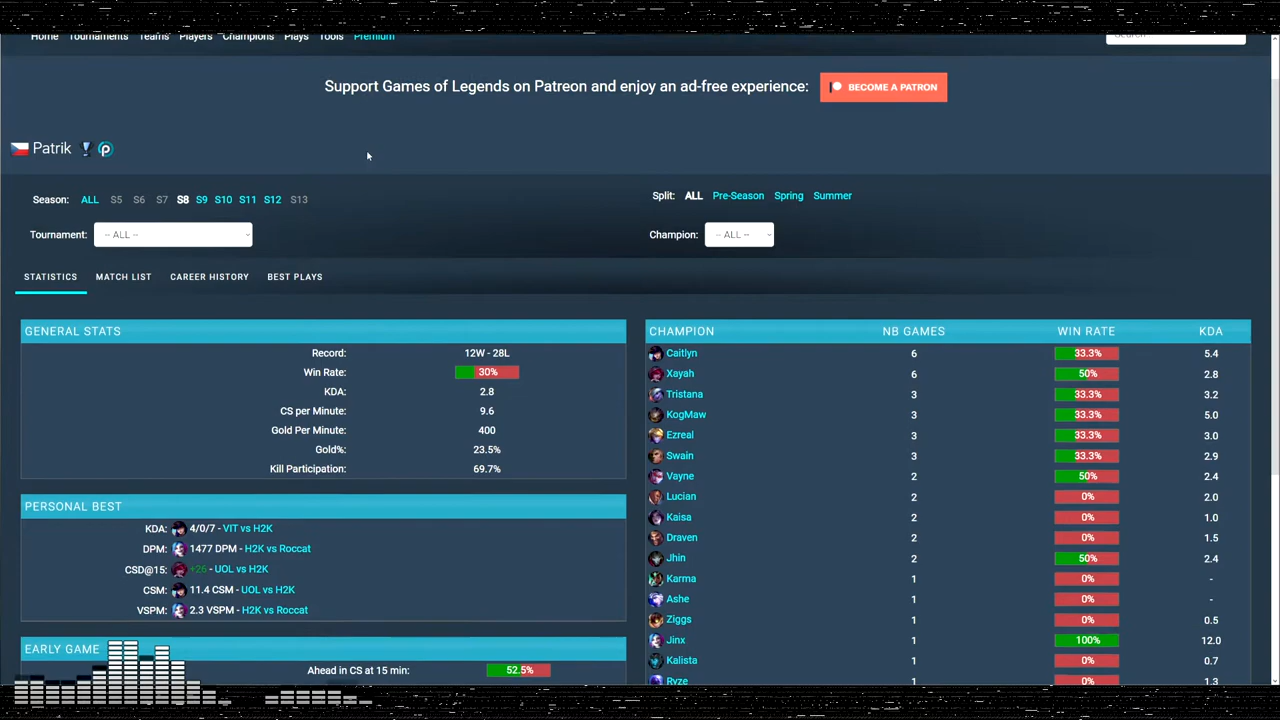 Home Tournaments Teams Players Champions Plays Tools Premium
Support Games of Legends on Patreon and enjoy an ad-free experience: BECOME A PATRON
Patrik
Season: ALL S5 S6 S7 S8 S9 S10 S11 S12 S13
Split: ALL Pre-Season Spring Summer
Tournament: -- ALL --
Champion: -- ALL --
STATISTICS MATCH LIST CAREER HISTORY BEST PLAYS
GENERAL STATS
Record: 12W - 28L
Win Rate: 30%
KDA: 2.8
CS per Minute: 9.6
Gold Per Minute: 400
Gold%: 23.5%
Kill Participation: 69.7%
PERSONAL BEST
KDA: 4/0/7 - VIT vs H2K
DPM: 1477 DPM - H2K vs Roccat
CSD@15: +26 - UOL vs H2K
CSM: 11.4 CSM - UOL vs H2K
VSPM: 2.3 VSPM - H2K vs Roccat
EARLY GAME
Ahead in CS at 15 min: 52.5%
CHAMPION NB GAMES WIN RATE KDA
Caitlyn 6 33.3% 5.4
Xayah 6 50% 2.8
Tristana 3 33.3% 3.2
KogMaw 3 33.3% 5.0
Ezreal 3 33.3% 3.0
Swain 3 33.3% 2.9
Vayne 2 50% 2.4
Lucian 2 0% 2.0
Kaisa 2 0% 1.0
Draven 2 0% 1.5
Jhin 2 50% 2.4
Karma 1 0% -
Ashe 1 0% -
Ziggs 1 0% 0.5
Jinx 1 100% 12.0
Kalista 1 0% 0.7
Ryze 1 0% 1.3